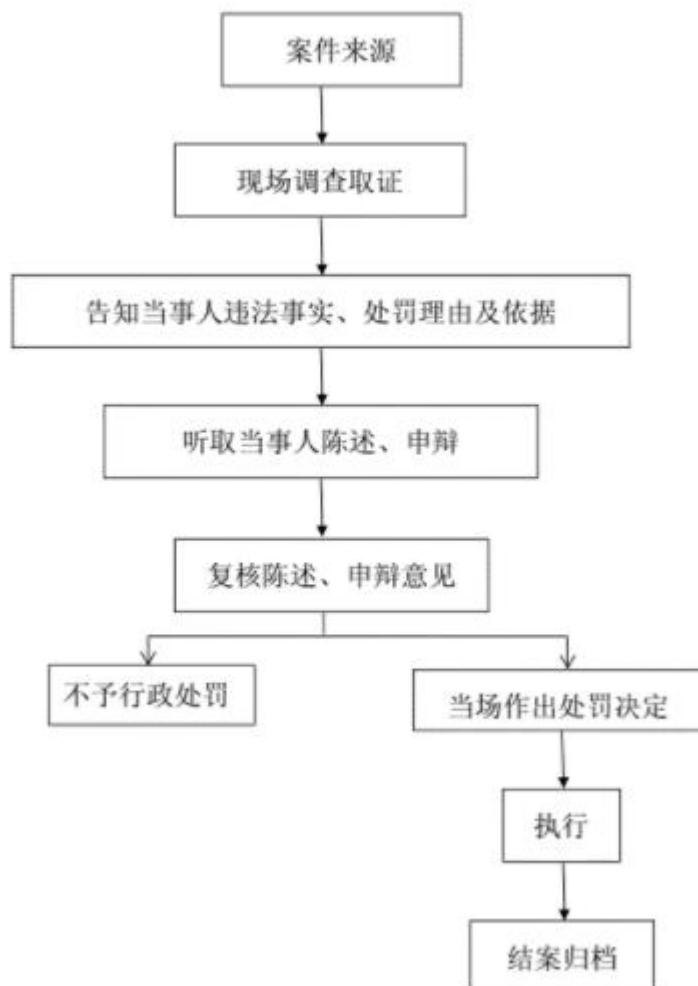 案件来源
现场调查取证
告知当事人违法事实、处罚理由及依据
听取当事人陈述、申辩
复核陈述、申辩意见
不予行政处罚
当场作出处罚决定
执行
结案归档